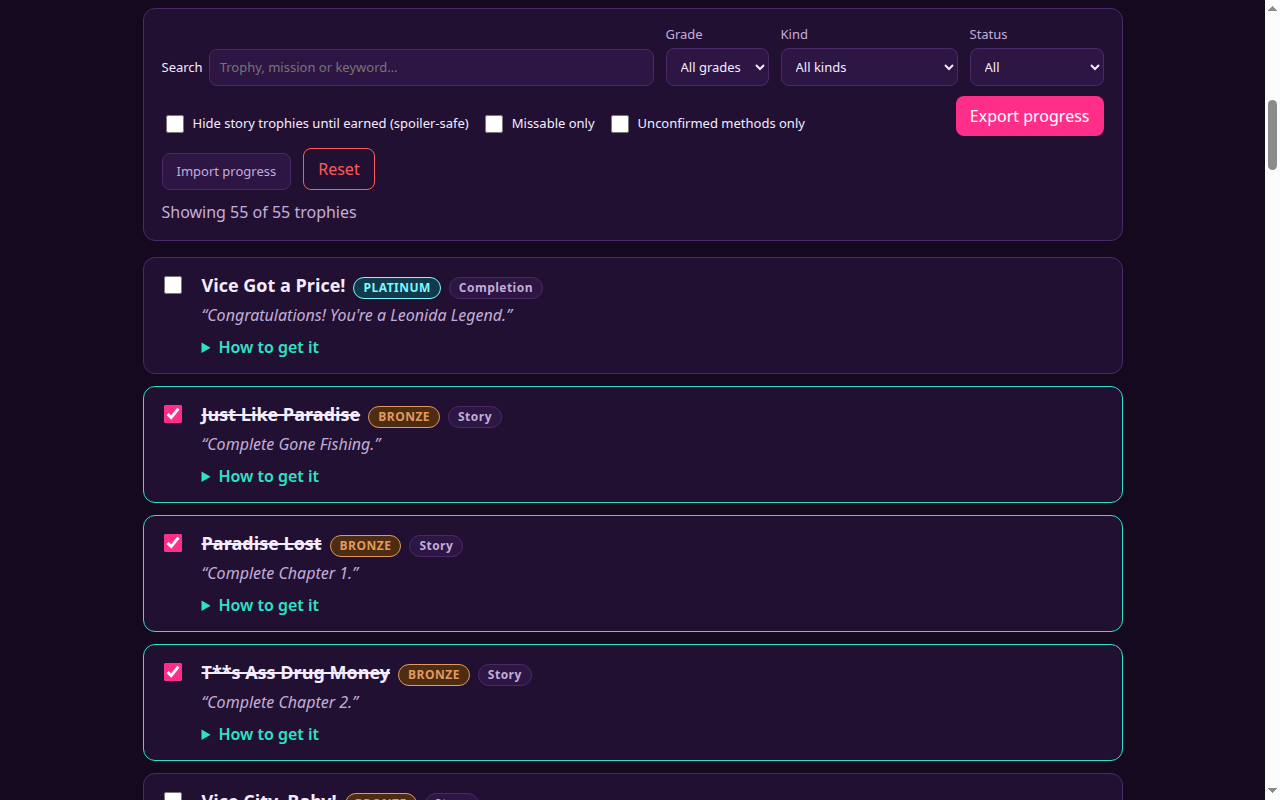 Grade Kind Status
Search Trophy, mission or keyword... All grades All kinds All
Hide story trophies until earned (spoiler-safe) Missable only Unconfirmed methods only Export progress
Import progress Reset
Showing 55 of 55 trophies
Vice Got a Price! PLATINUM Completion
“Congratulations! You're a Leonida Legend.”
How to get it
Just Like Paradise BRONZE Story
“Complete Gone Fishing.”
How to get it
Paradise Lost BRONZE Story
“Complete Chapter 1.”
How to get it
T**s Ass Drug Money BRONZE Story
“Complete Chapter 2.”
How to get it
Vice City, Baby! BRONZE Story